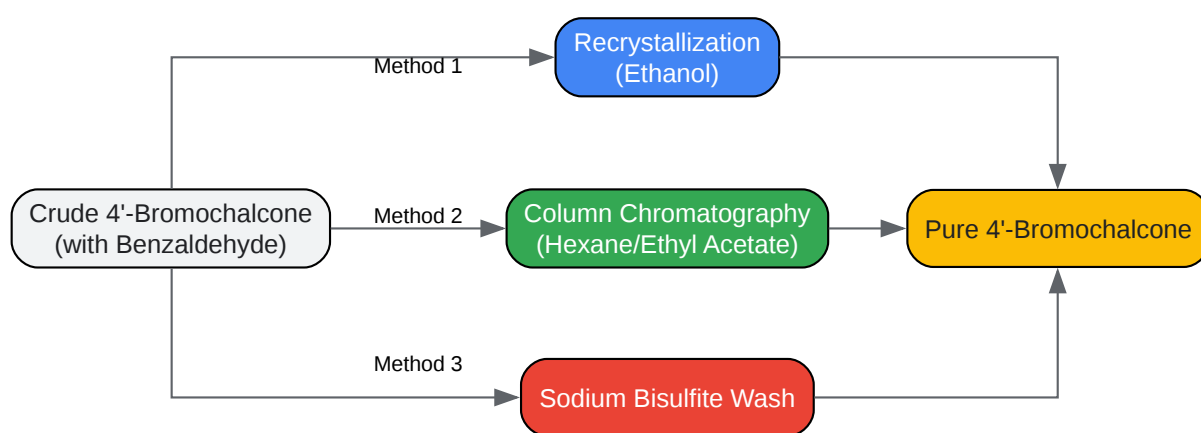 Recrystallization
(Ethanol)
Method 1
Crude 4'-Bromochalcone
(with Benzaldehyde)
Method 2
Column Chromatography
(Hexane/Ethyl Acetate)
Pure 4'-Bromochalcone
Method 3
Sodium Bisulfite Wash